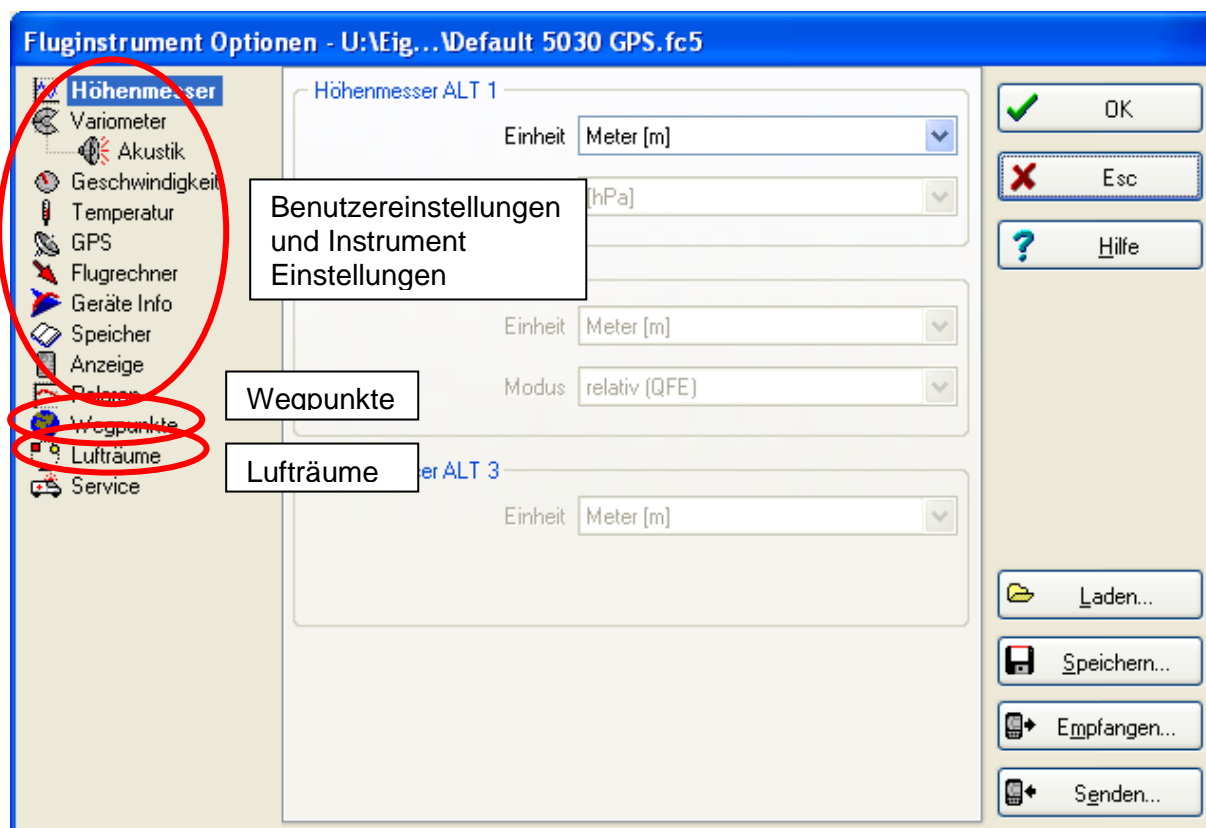 Fluginstrument Optionen - U:\Eig...\Default 5030 GPS.fc5
Höhenmesser
Variometer
Akustik
Geschwindigkeit
Temperatur
GPS
Flugrechner
Geräte Info
Speicher
Anzeige
Polaren
Wegpunkte
Lufträume
Service
Benutzereinstellungen
und Instrument
Einstellungen
Wegpunkte
Lufträume
Höhenmesser ALT 1
Einheit Meter [m]
[hPa]
Einheit Meter [m]
Modus relativ (QFE)
ser ALT 3
Einheit Meter [m]
OK
Esc
Hilfe
Laden...
Speichern...
Empfangen...
Senden...